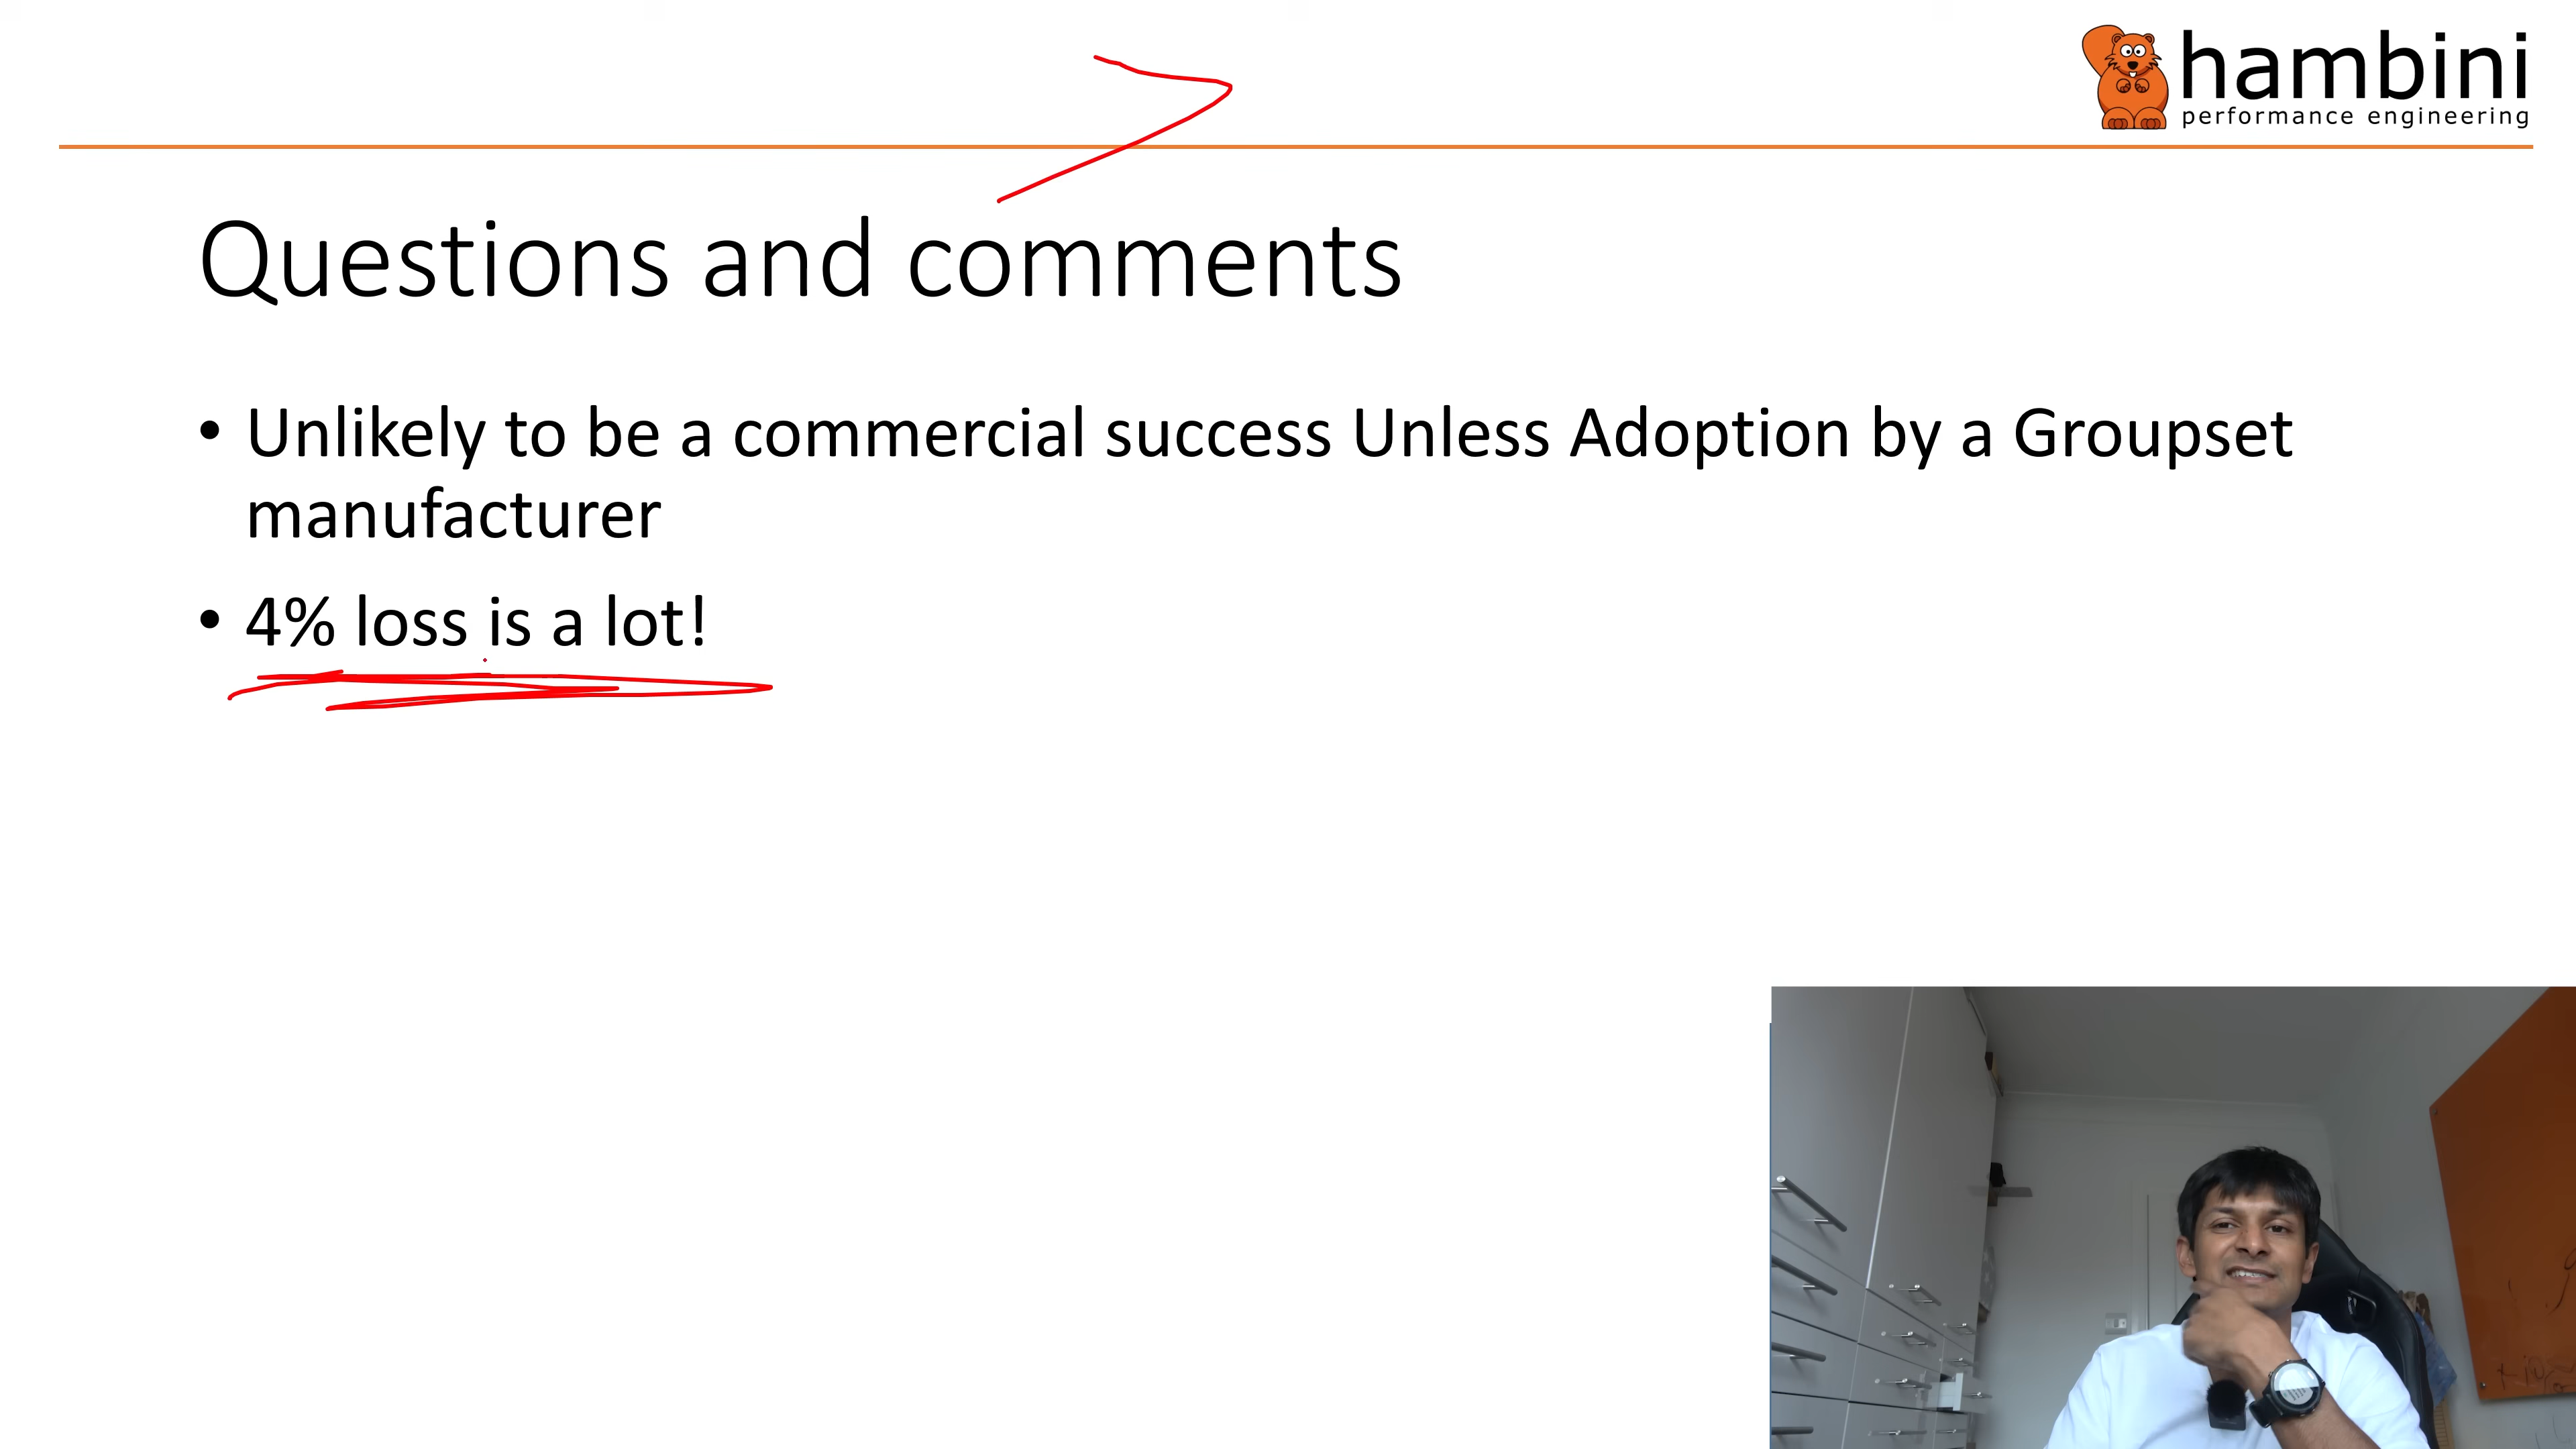 hambini
performance engineering
Questions and comments
• Unlikely to be a commercial success Unless Adoption by a Groupset
manufacturer
• 4% loss is a lot!